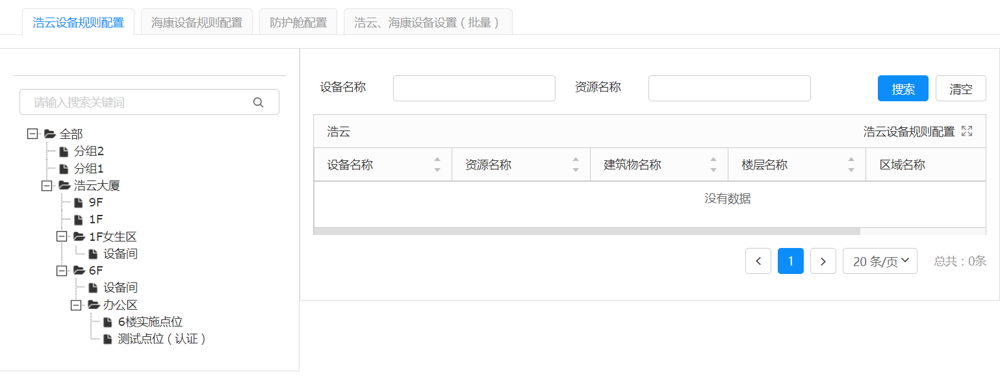 浩云设备规则配置 海康设备规则配置 防护舱配置 浩云、海康设备设置（批量）
请输入搜索关键词
全部
分组2
分组1
浩云大厦
9F
1F
1F女生区
设备间
6F
设备间
办公区
6楼实施点位
测试点位（认证）
设备名称 资源名称 搜索 清空
浩云 浩云设备规则配置
设备名称 资源名称 建筑物名称 楼层名称 区域名称
没有数据
1 20 条/页 总共：0条